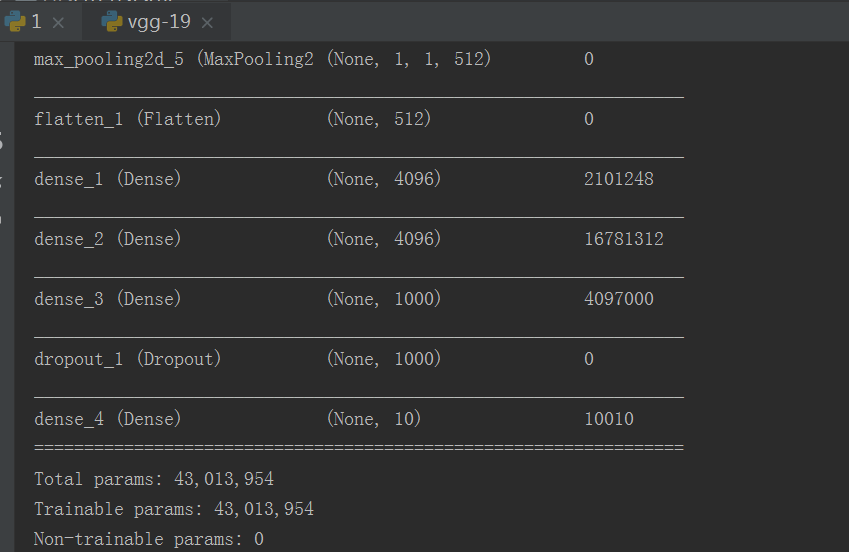 1 vgg-19
max_pooling2d_5 (MaxPooling2 (None, 1, 1, 512) 0
flatten_1 (Flatten) (None, 512) 0
dense_1 (Dense) (None, 4096) 2101248
dense_2 (Dense) (None, 4096) 16781312
dense_3 (Dense) (None, 1000) 4097000
dropout_1 (Dropout) (None, 1000) 0
dense_4 (Dense) (None, 10) 10010
Total params: 43,013,954
Trainable params: 43,013,954
Non-trainable params: 0